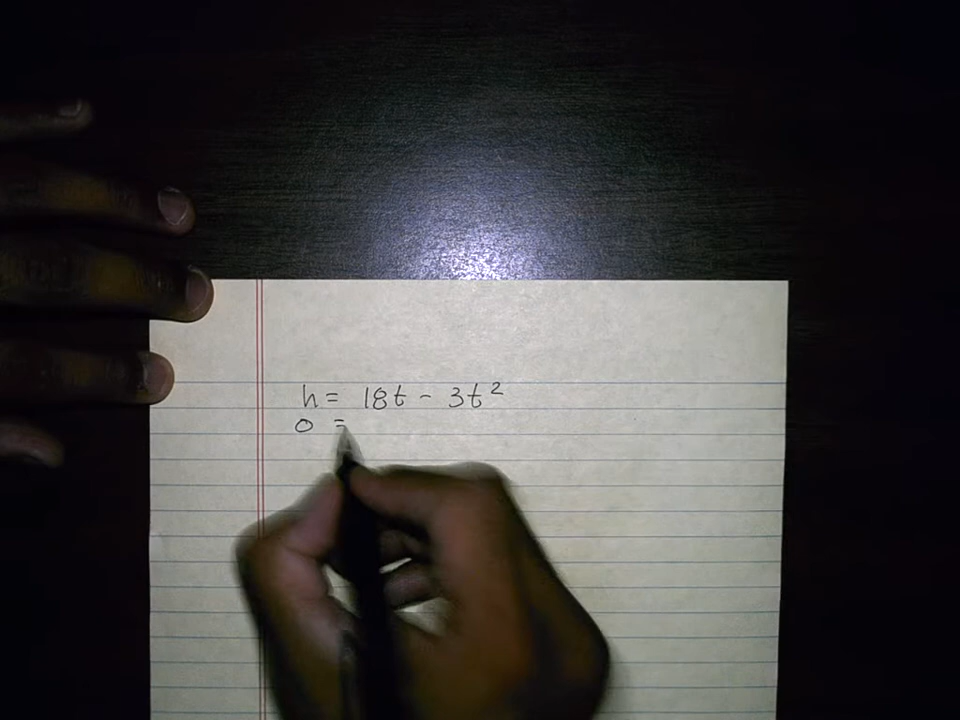 h = 18t - 3t²
0 =